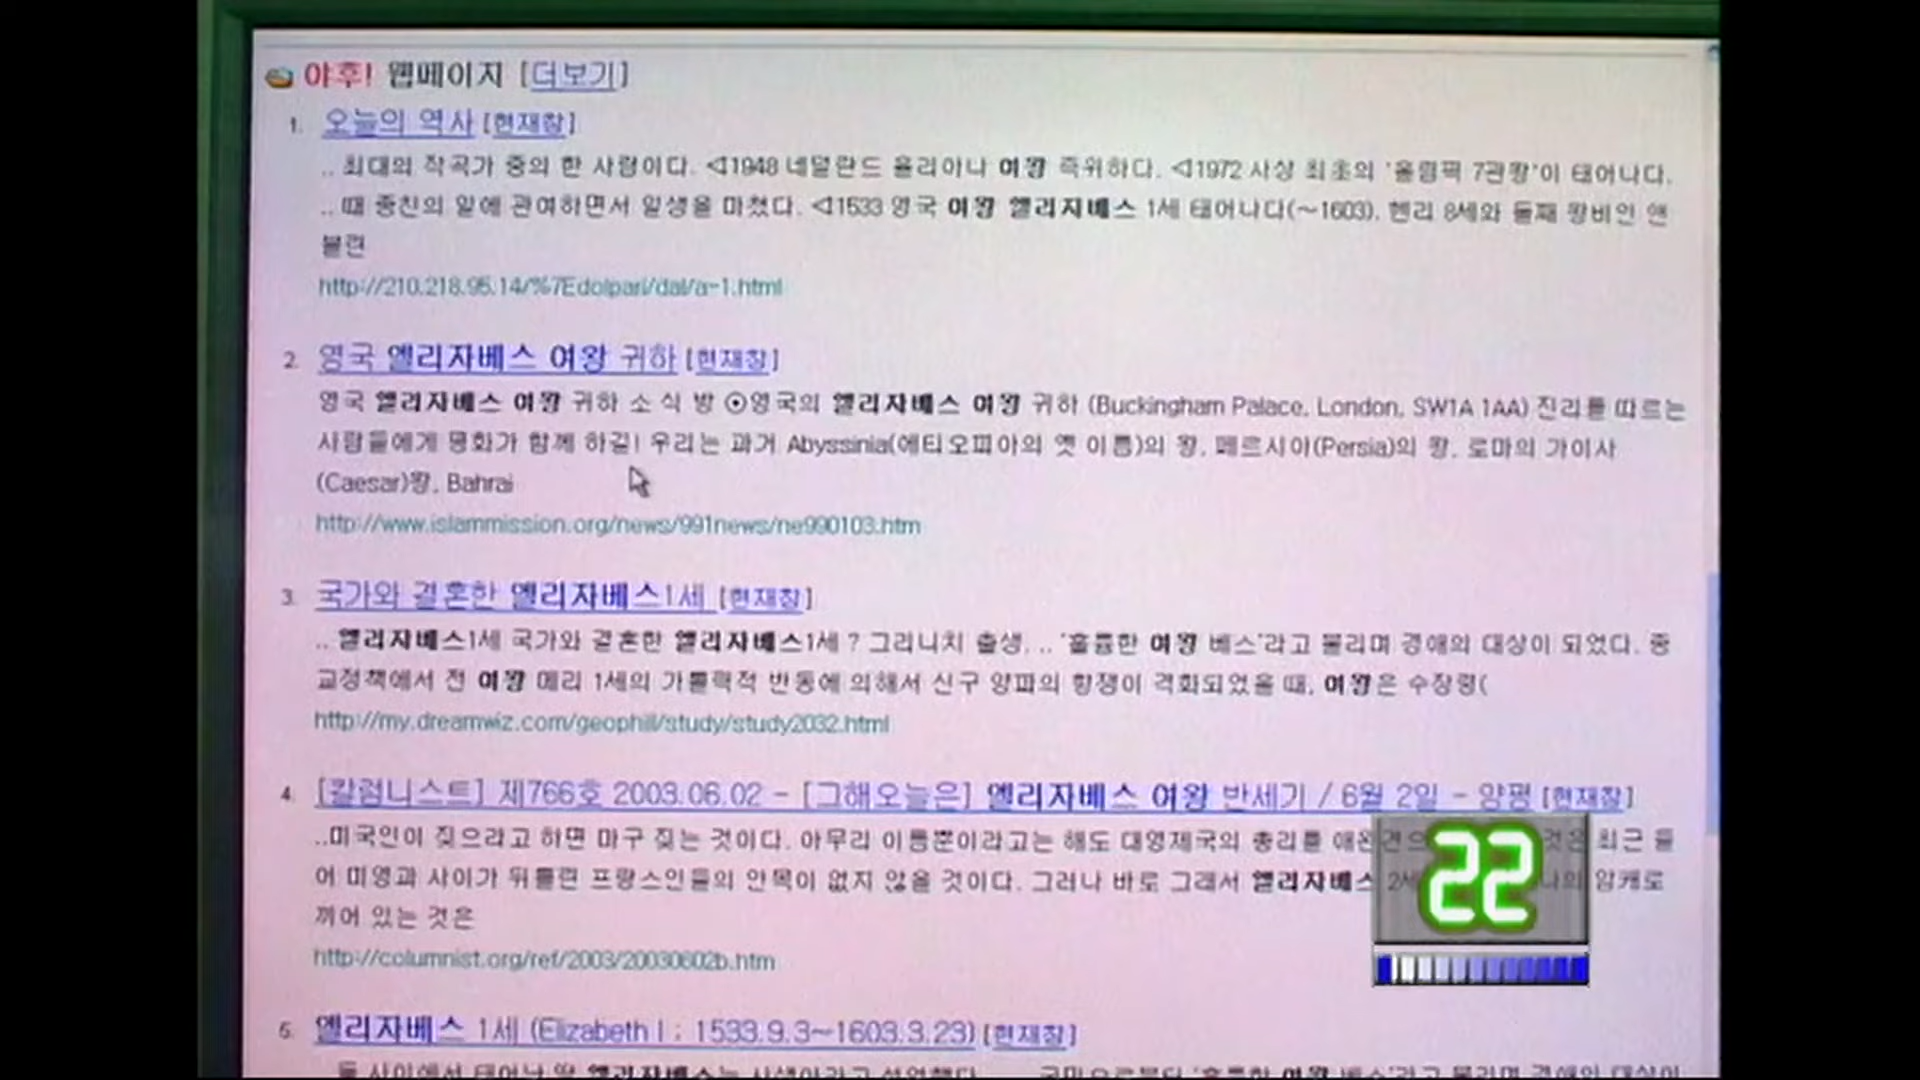 야후! 웹페이지 [더보기]
1. 오늘의 역사 [현재창]
.. 최대의 작곡가 중의 한 사람이다. ◁1948 네덜란드 율리아나 여왕 즉위하다. ◁1972 사상 최초의 '올림픽 7관왕'이 태어나다.
.. 때 종친의 일에 관여하면서 일생을 마쳤다. ◁1533 영국 여왕 엘리자베스 1세 태어나다(~1603). 헨리 8세와 둘째 왕비인 앤
불린
http://210.218.95.14/%7Edolpari/dal/a-1.html
2. 영국 엘리자베스 여왕 귀하 [현재창]
영국 엘리자베스 여왕 귀하 소 식 방 ⊙영국의 엘리자베스 여왕 귀하 (Buckingham Palace, London, SW1A 1AA) 진리를 따르는
사람들에게 평화가 함께 하길! 우리는 과거 Abyssinia(에티오피아의 옛 이름)의 왕, 페르시아(Persia)의 왕, 로마의 가이사
(Caesar)왕, Bahrai
http://www.islammission.org/news/991news/ne990103.htm
3. 국가와 결혼한 엘리자베스1세 [현재창]
.. 엘리자베스1세 국가와 결혼한 엘리자베스1세 ? 그리니치 출생. .. '훌륭한 여왕 베스'라고 불리며 경애의 대상이 되었다. 종
교정책에서 전 여왕 메리 1세의 가톨릭적 반동에 의해서 신구 양파의 항쟁이 격화되었을 때, 여왕은 수장령(
http://my.dreamwiz.com/geophill/study/study2032.html
4. [칼럼니스트] 제766호 2003.06.02 - [그해오늘은] 엘리자베스 여왕 반세기 / 6월 2일 - 양평 [현재창]
..미국인이 짖으라고 하면 마구 짖는 것이다. 아무리 이름뿐이라고는 해도 대영제국의 총리를 애완견으 것은 최근 들
어 미영과 사이가 뒤틀린 프랑스인들의 안목이 없지 않을 것이다. 그러나 바로 그래서 엘리자베스 2세 나의 암캐로
끼어 있는 것은
http://columnist.org/ref/2003/20030602b.htm
22
5. 엘리자베스 1세 (Elizabeth I ; 1533.9.3~1603.3.23) [현재창]